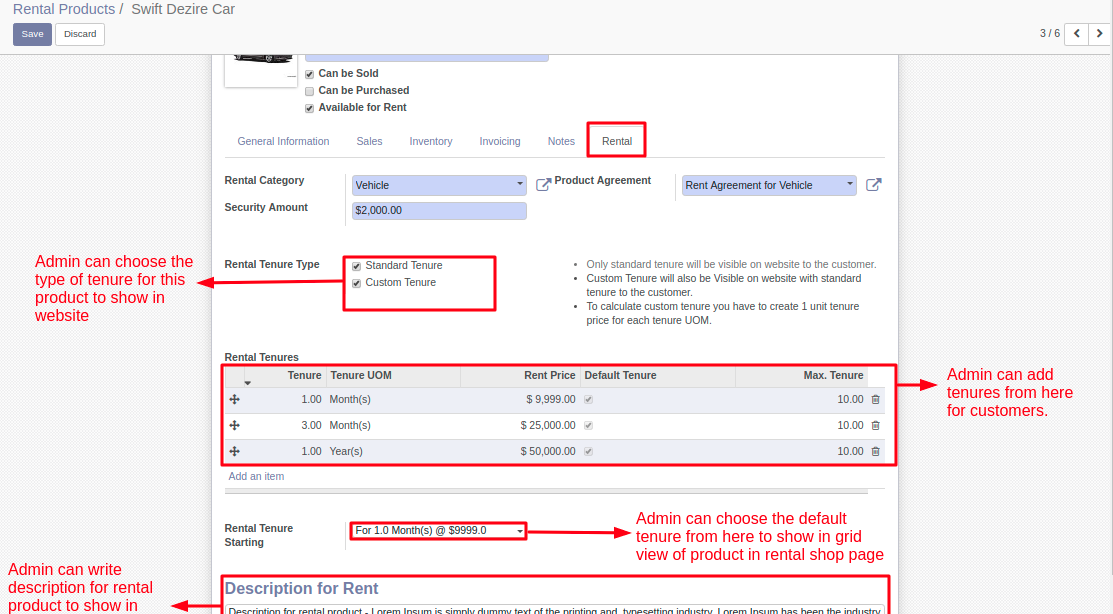 Rental Products / Swift Dezire Car
Save Discard
3 / 6
Can be Sold
Can be Purchased
Available for Rent
General Information Sales Inventory Invoicing Notes Rental
Rental Category Vehicle Product Agreement Rent Agreement for Vehicle
Security Amount $2,000.00
Admin can choose the
type of tenure for this
product to show in
website
Rental Tenure Type
Standard Tenure
Custom Tenure
• Only standard tenure will be visible on website to the customer.
• Custom Tenure will also be Visible on website with standard
tenure to the customer.
• To calculate custom tenure you have to create 1 unit tenure
price for each tenure UOM.
Rental Tenures
Tenure Tenure UOM Rent Price Default Tenure Max. Tenure
1.00 Month(s) $ 9,999.00 10.00
3.00 Month(s) $ 25,000.00 10.00
1.00 Year(s) $ 50,000.00 10.00
Add an item
Admin can add
tenures from here
for customers.
Rental Tenure
Starting
For 1.0 Month(s) @ $9999.0
Admin can choose the default
tenure from here to show in grid
view of product in rental shop page
Admin can write
description for rental
product to show in
Description for Rent
Description for rental product - Lorem Ipsum is simply dummy text of the printing and typesetting industry. Lorem Ipsum has been the industry